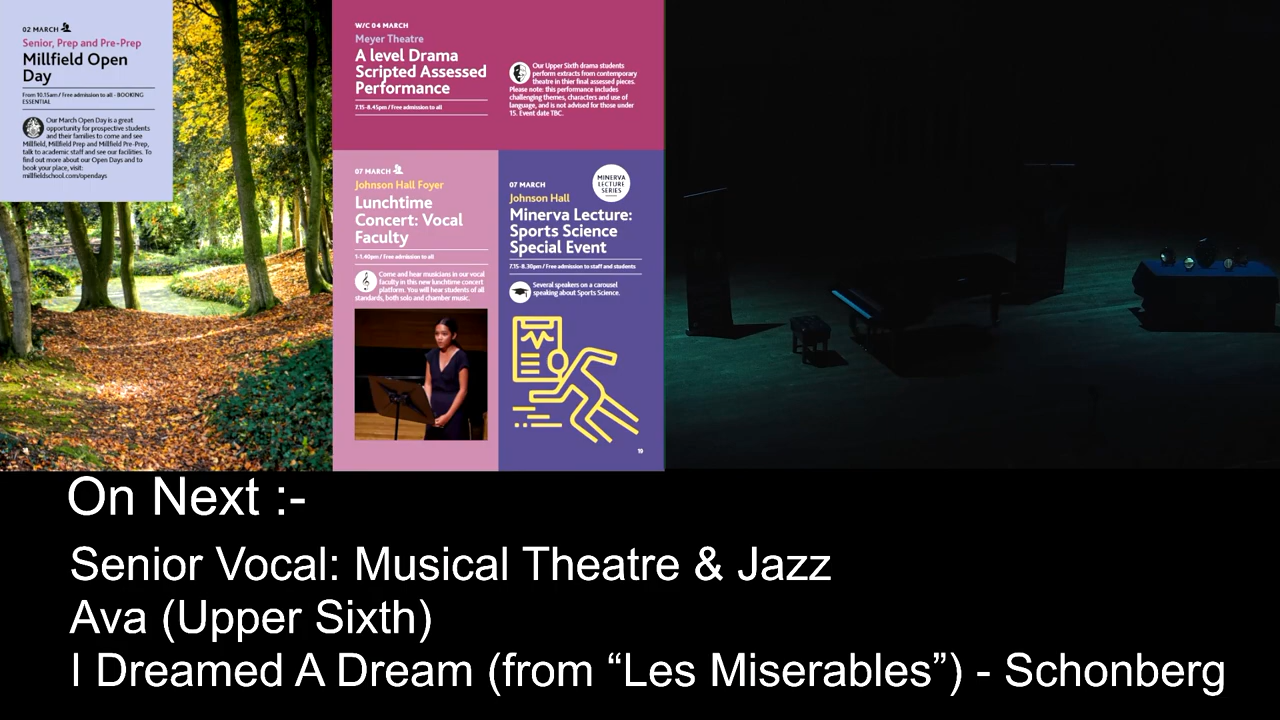 02 MARCH
Senior, Prep and Pre-Prep
Millfield Open
Day
From 10.15am / Free admission to all - BOOKING
ESSENTIAL
Our March Open Day is a great
opportunity for prospective students
and their families to come and see
Millfield, Millfield Prep and Millfield Pre-Prep,
talk to academic staff and see our facilities. To
find out more about our Open Days and to
book your place, visit:
millfieldschool.com/opendays
W/C 04 MARCH
Meyer Theatre
A level Drama
Scripted Assessed
Performance
7.15-8.45pm / Free admission to all
Our Upper Sixth drama students
perform extracts from contemporary
theatre in thier final assessed pieces.
Please note: this performance includes
challenging themes, characters and use of
language, and is not advised for those under
15. Event date TBC.
07 MARCH
Johnson Hall Foyer
Lunchtime
Concert: Vocal
Faculty
1-1.40pm / Free admission to all
Come and hear musicians in our vocal
faculty in this new lunchtime concert
platform. You will hear students of all
standards, both solo and chamber music.
07 MARCH
MINERVA
LECTURE
SERIES
Johnson Hall
Minerva Lecture:
Sports Science
Special Event
7.15-8.30pm / Free admission to staff and students
Several speakers on a carousel
speaking about Sports Science.
19
On Next :-
Senior Vocal: Musical Theatre & Jazz
Ava (Upper Sixth)
I Dreamed A Dream (from “Les Miserables”) - Schonberg